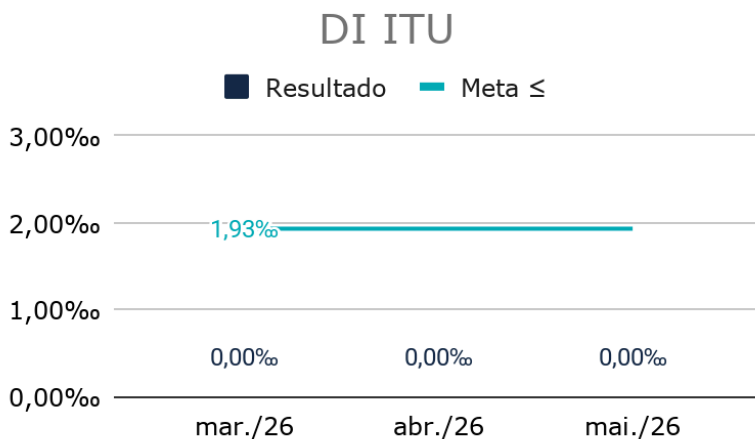 DI ITU
Resultado Meta ≤
3,00‰
2,00‰
1,93‰
1,00‰
0,00‰ 0,00‰ 0,00‰
0,00‰
mar./26 abr./26 mai./26